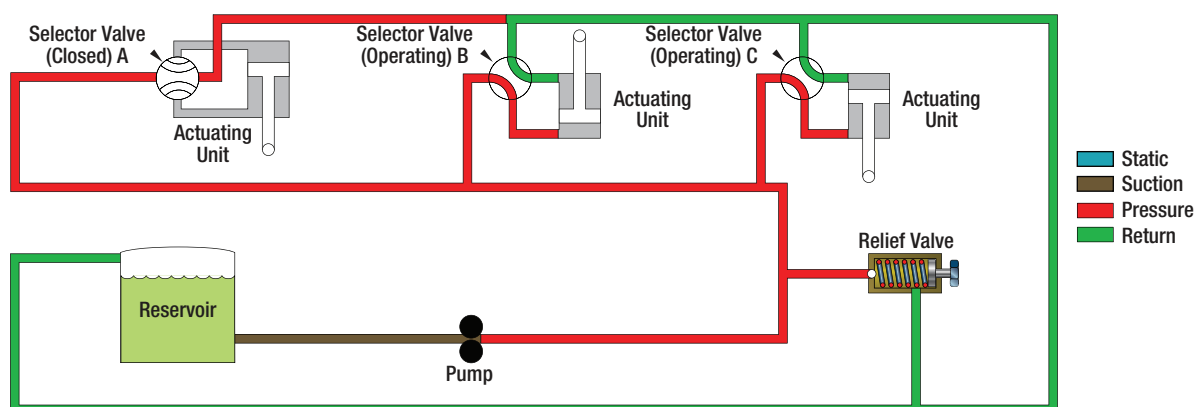 Selector Valve
(Closed) A
Actuating
Unit
Selector Valve
(Operating) B
Actuating
Unit
Selector Valve
(Operating) C
Actuating
Unit
Static
Suction
Pressure
Return
Relief Valve
Reservoir
Pump